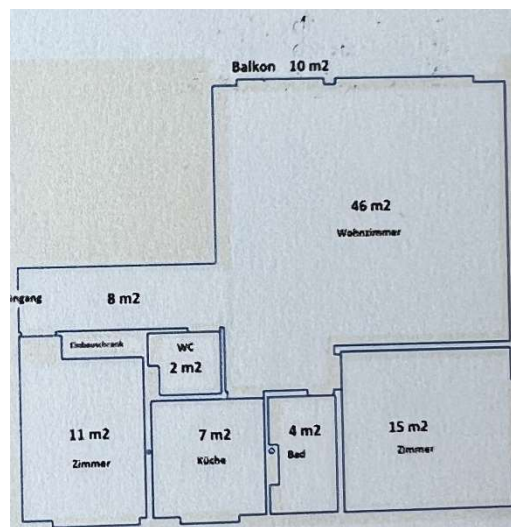 Balkon 10 m2
46 m2
Wohnzimmer
ingang
8 m2
Einbauschrank
WC
2 m2
11 m2
Zimmer
7 m2
Küche
4 m2
Bad
15 m2
Zimmer